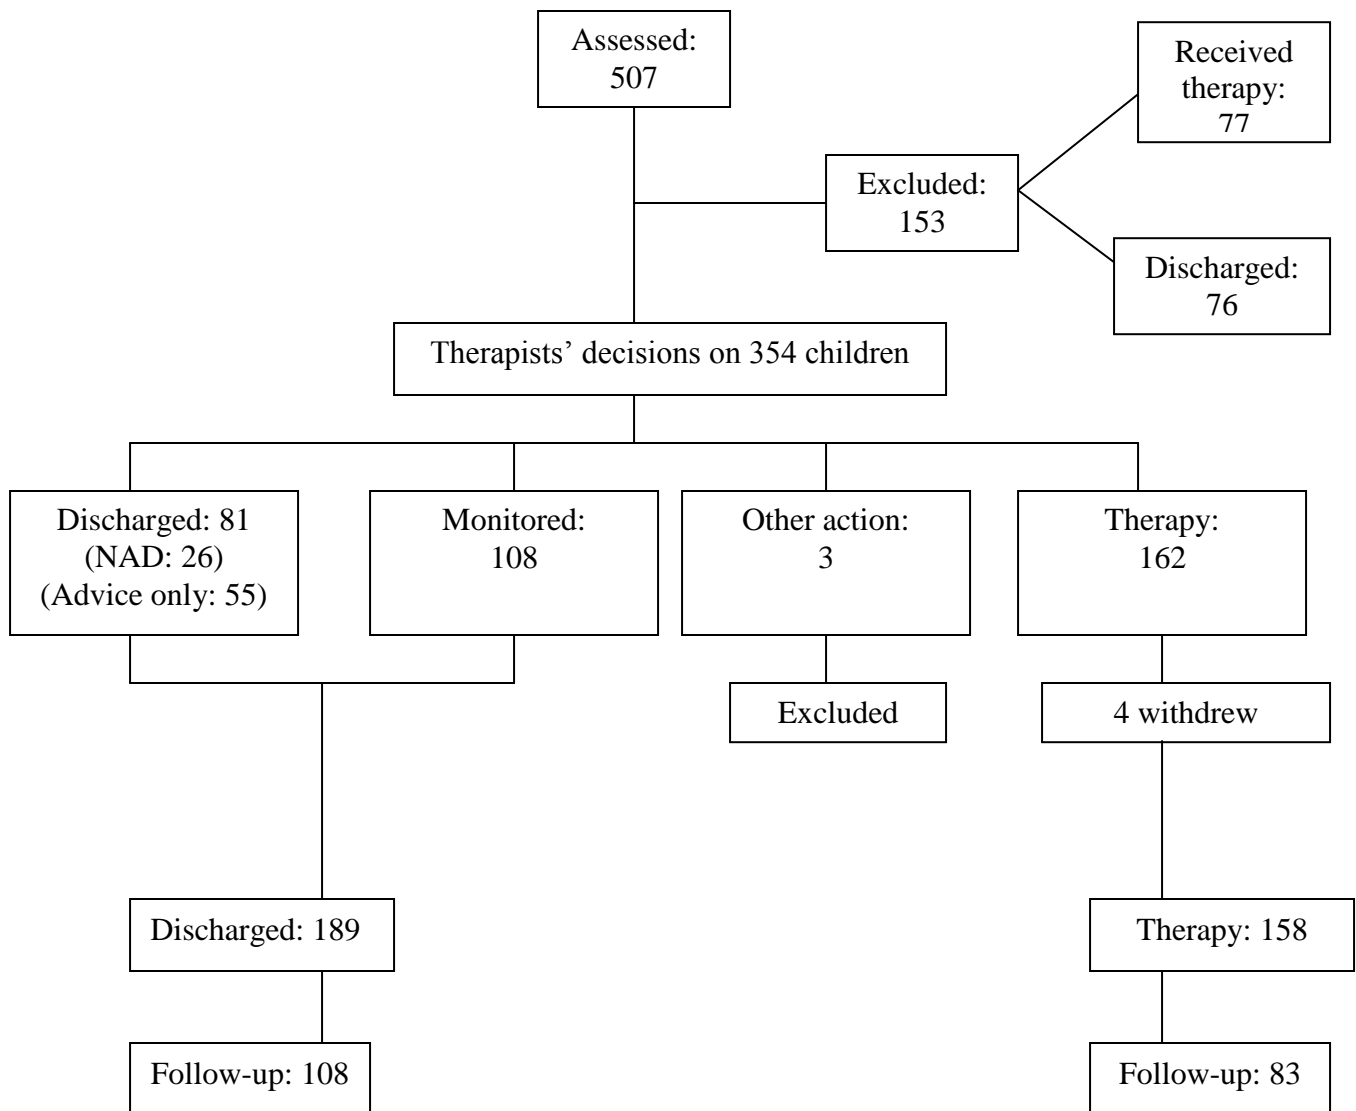 Assessed:
507
Received
therapy:
77
Excluded:
153
Discharged:
76
Therapists’ decisions on 354 children
Discharged: 81
(NAD: 26)
(Advice only: 55)
Monitored:
108
Other action:
3
Therapy:
162
Excluded
4 withdrew
Discharged: 189
Therapy: 158
Follow-up: 108
Follow-up: 83